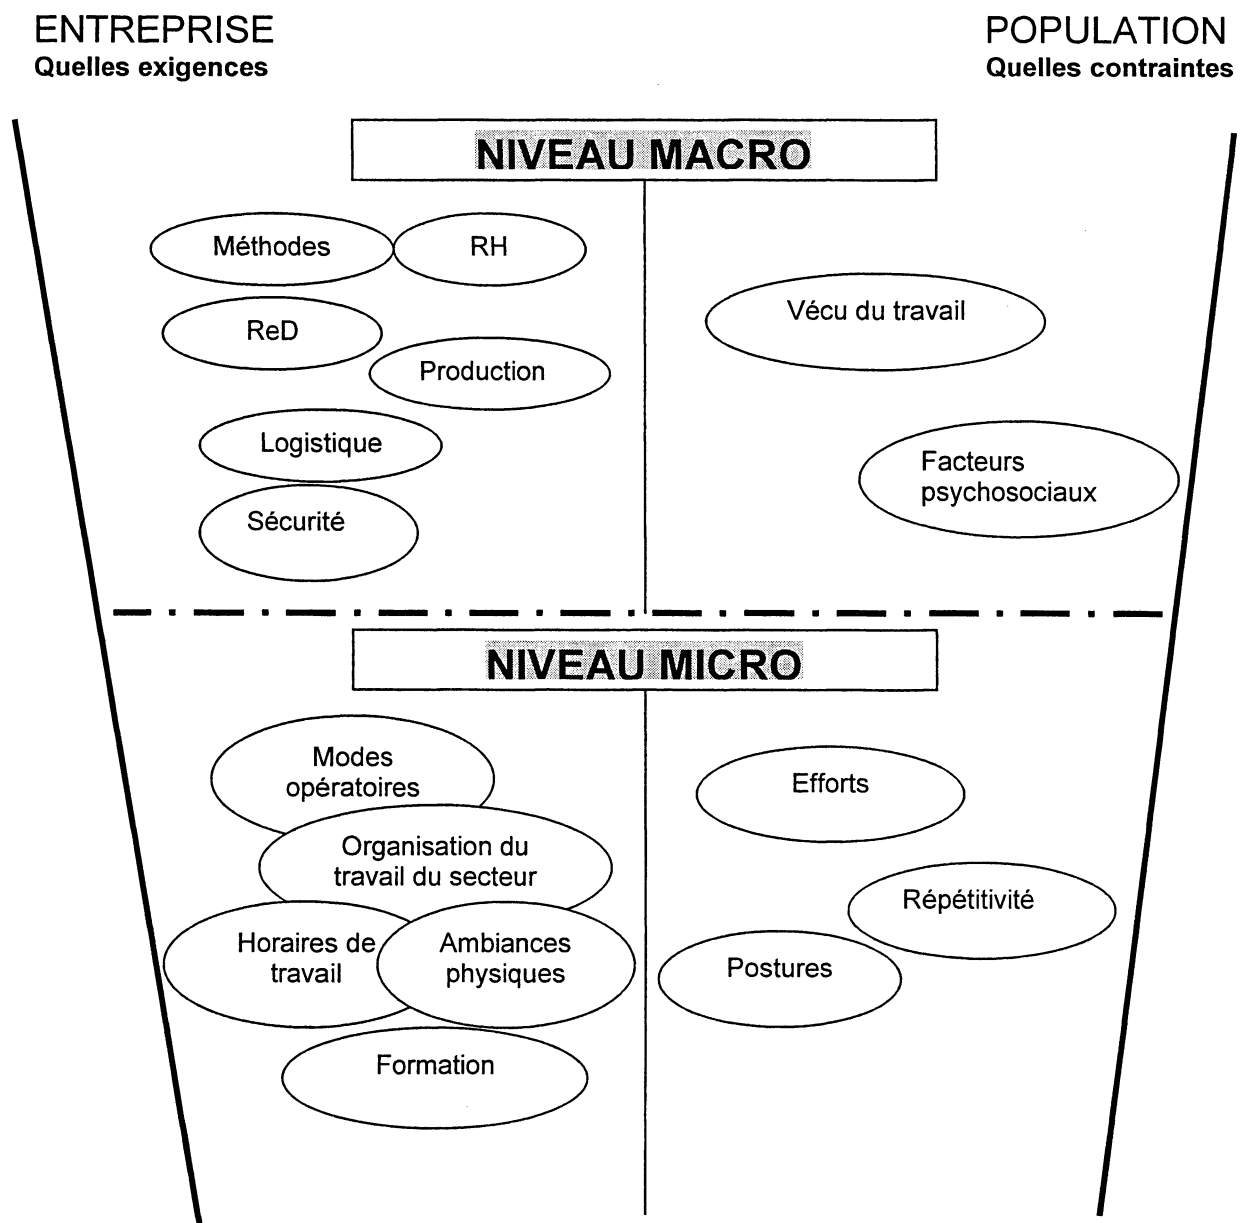 ENTREPRISE
Quelles exigences
POPULATION
Quelles contraintes
NIVEAU MACRO
Méthodes
RH
ReD
Production
Logistique
Sécurité
Vécu du travail
Facteurs
psychosociaux
NIVEAU MICRO
Modes
opératoires
Organisation du
travail du secteur
Horaires de
travail
Ambiances
physiques
Formation
Efforts
Répétitivité
Postures